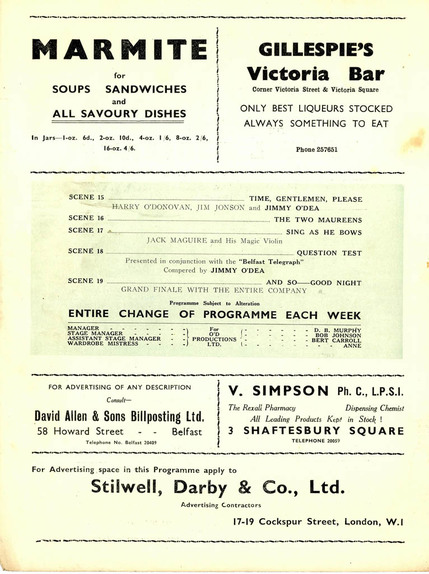 MARMITE
for
SOUPS SANDWICHES
and
ALL SAVOURY DISHES
In Jars—1-oz. 6d., 2-oz. 10d., 4-oz. 1/6, 8-oz. 2/6,
16-oz. 4/6.
GILLESPIE'S
Victoria Bar
Corner Victoria Street & Victoria Square
ONLY BEST LIQUEURS STOCKED
ALWAYS SOMETHING TO EAT
Phone 257651
SCENE 15 TIME, GENTLEMEN, PLEASE
HARRY O'DONOVAN, JIM JONSON and JIMMY O'DEA
SCENE 16 THE TWO MAUREENS
SCENE 17 SING AS HE BOWS
JACK MAGUIRE and His Magic Violin
SCENE 18 QUESTION TEST
Presented in conjunction with the "Belfast Telegraph"
Compered by JIMMY O'DEA
SCENE 19 AND SO—GOOD NIGHT
GRAND FINALE WITH THE ENTIRE COMPANY
Programme Subject to Alteration
ENTIRE CHANGE OF PROGRAMME EACH WEEK
MANAGER - - - - - D. B. MURPHY
STAGE MANAGER - - - - BOB JOHNSON
ASSISTANT STAGE MANAGER - - BERT CARROLL
WARDROBE MISTRESS - - - - ANNE
For
O'D
PRODUCTIONS
LTD.
FOR ADVERTISING OF ANY DESCRIPTION
Consult—
David Allen & Sons Billposting Ltd.
58 Howard Street - - Belfast
Telephone No. Belfast 20409
V. SIMPSON Ph. C., L.P.S.I.
The Rexall Pharmacy Dispensing Chemist
All Leading Products Kept in Stock !
3 SHAFTESBURY SQUARE
TELEPHONE 20057
For Advertising space in this Programme apply to
Stilwell, Darby & Co., Ltd.
Advertising Contractors
17-19 Cockspur Street, London, W.1